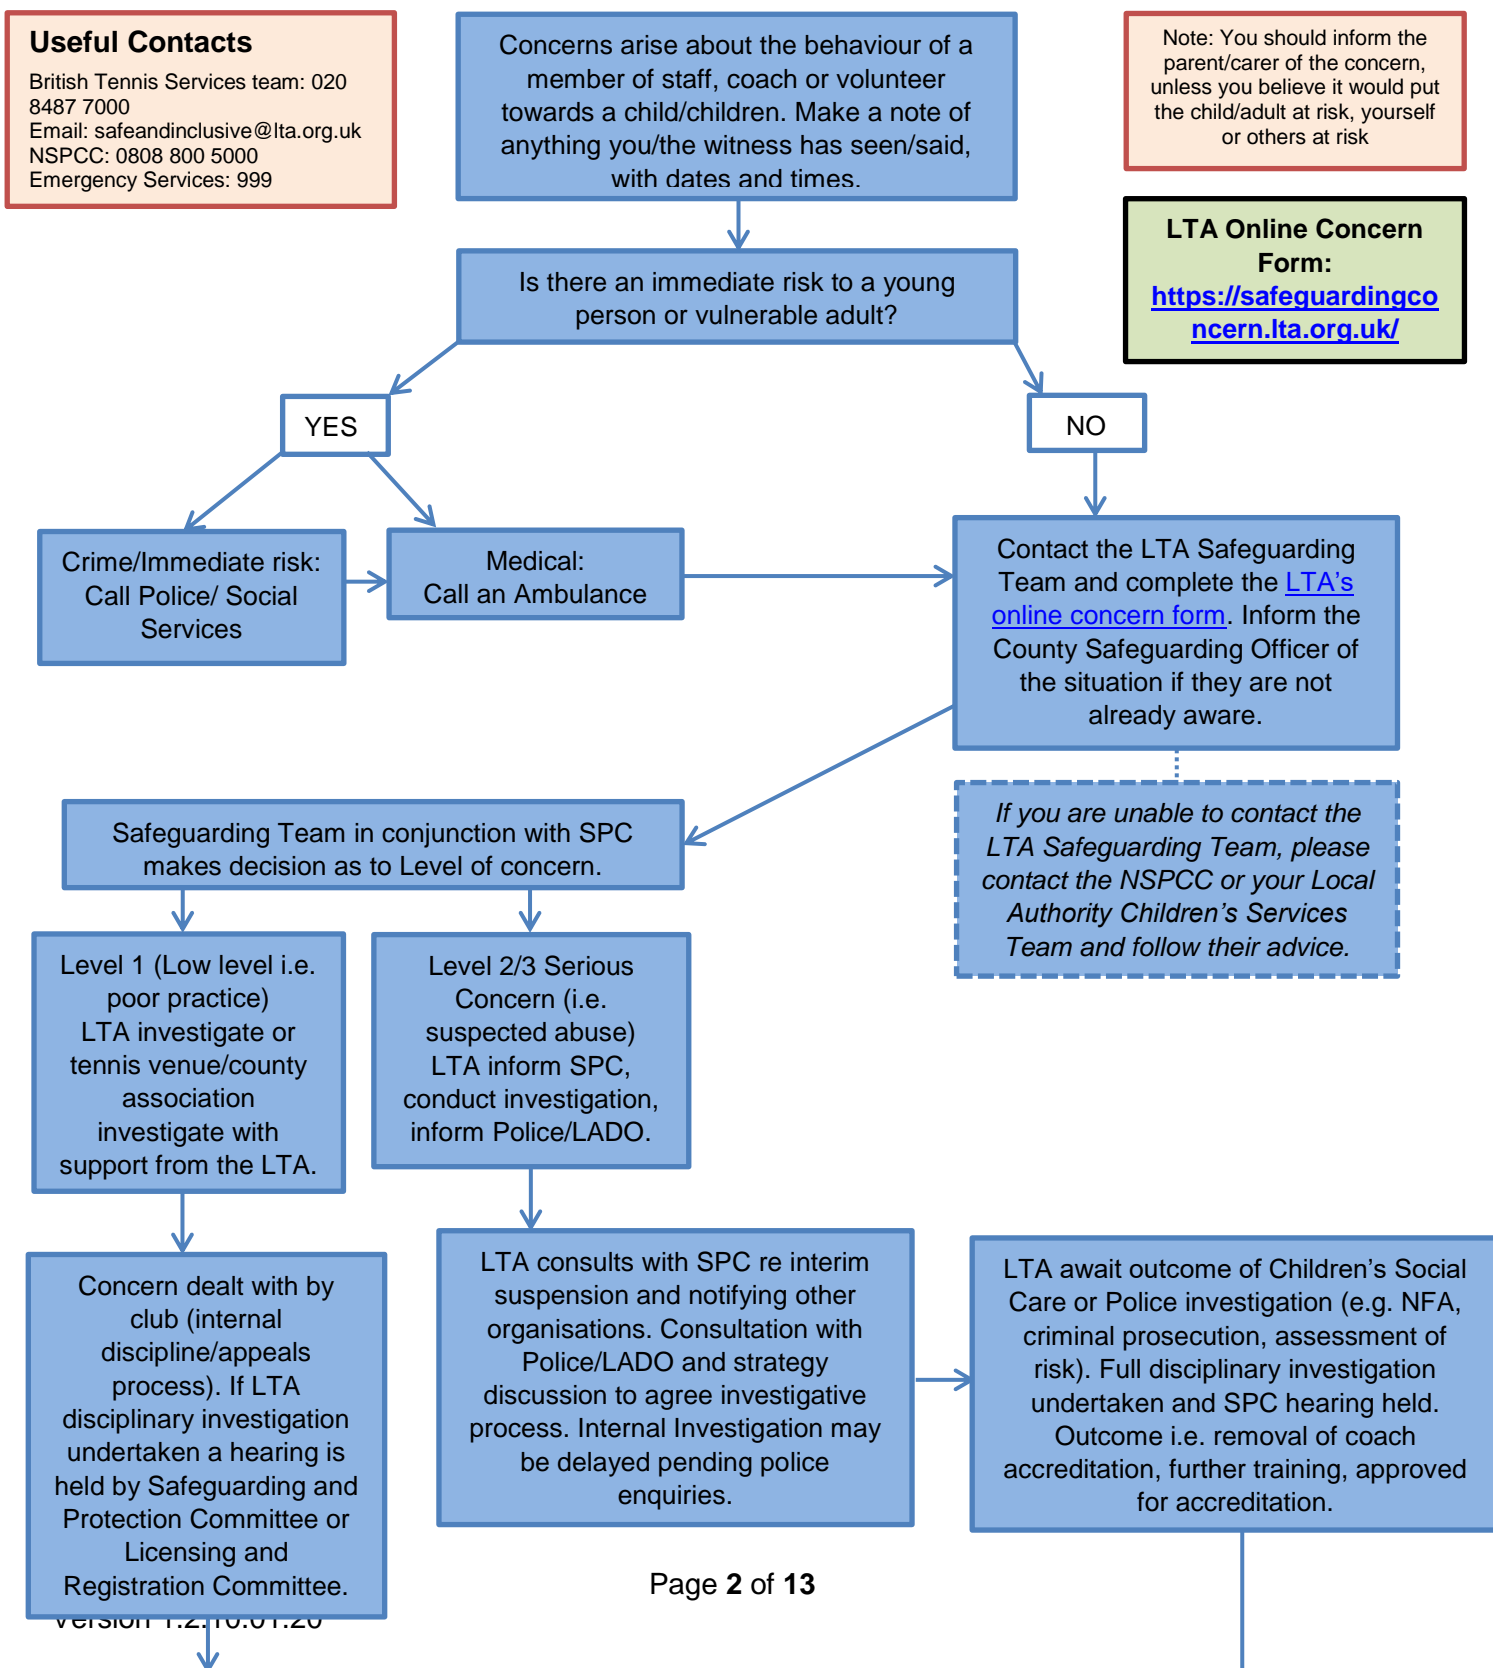 Useful Contacts
British Tennis Services team: 020
8487 7000
Email: safeandinclusive@lta.org.uk
NSPCC: 0808 800 5000
Emergency Services: 999
Concerns arise about the behaviour of a
member of staff, coach or volunteer
towards a child/children. Make a note of
anything you/the witness has seen/said,
with dates and times.
Note: You should inform the
parent/carer of the concern,
unless you believe it would put
the child/adult at risk, yourself
or others at risk
LTA Online Concern
Form:
https://safeguardingco
ncern.lta.org.uk/
Is there an immediate risk to a young
person or vulnerable adult?
YES
NO
Crime/Immediate risk:
Call Police/ Social
Services
Medical:
Call an Ambulance
Contact the LTA Safeguarding
Team and complete the LTA's
online concern form. Inform the
County Safeguarding Officer of
the situation if they are not
already aware.
If you are unable to contact the
LTA Safeguarding Team, please
contact the NSPCC or your Local
Authority Children's Services
Team and follow their advice.
Safeguarding Team in conjunction with SPC
makes decision as to Level of concern.
Level 1 (Low level i.e.
poor practice)
LTA investigate or
tennis venue/county
association
investigate with
support from the LTA.
Level 2/3 Serious
Concern (i.e.
suspected abuse)
LTA inform SPC,
conduct investigation,
inform Police/LADO.
Concern dealt with by
club (internal
discipline/appeals
process). If LTA
disciplinary investigation
undertaken a hearing is
held by Safeguarding and
Protection Committee or
Licensing and
Registration Committee.
LTA consults with SPC re interim
suspension and notifying other
organisations. Consultation with
Police/LADO and strategy
discussion to agree investigative
process. Internal Investigation may
be delayed pending police
enquiries.
LTA await outcome of Children's Social
Care or Police investigation (e.g. NFA,
criminal prosecution, assessment of
risk). Full disciplinary investigation
undertaken and SPC hearing held.
Outcome i.e. removal of coach
accreditation, further training, approved
for accreditation.
Page 2 of 13
Version 1.2.10.01.20